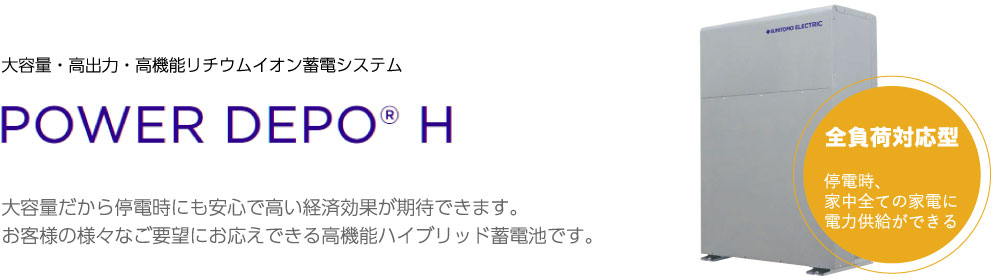 大容量・高出力・高機能リチウムイオン蓄電システム
POWER DEPO® H
大容量だから停電時にも安心で高い経済効果が期待できます。
お客様の様々なご要望にお応えできる高機能ハイブリッド蓄電池です。
SUMITOMO ELECTRIC
全負荷対応型
停電時、
家中全ての家電に
電力供給ができる